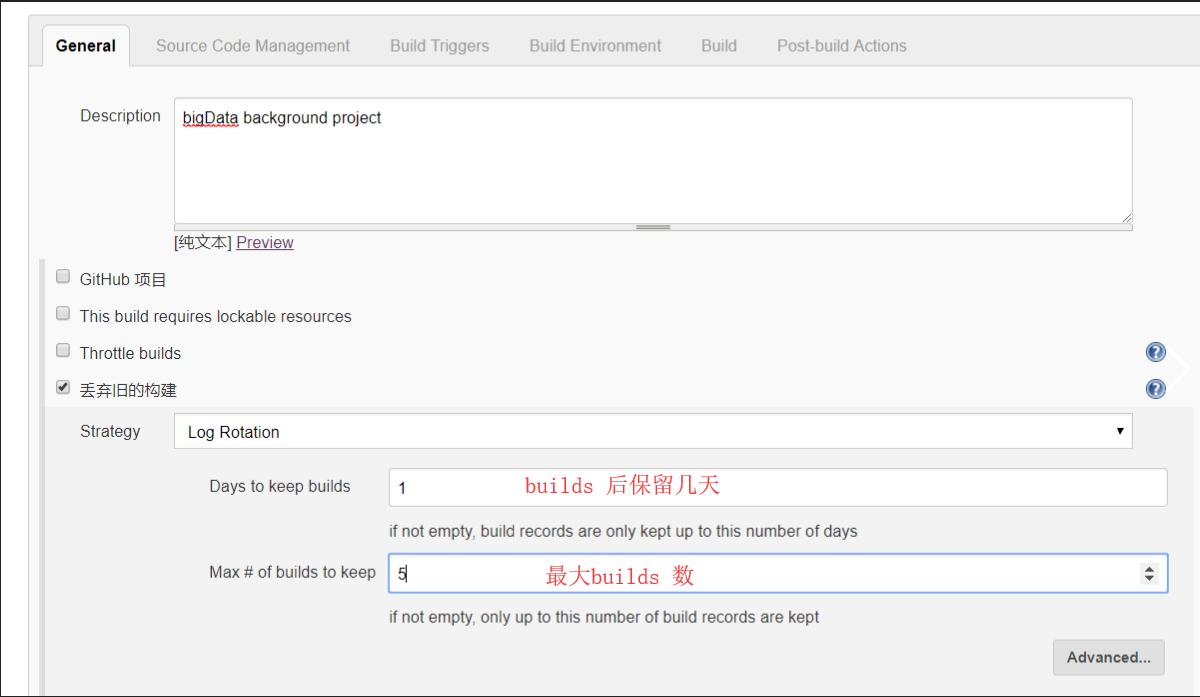 General Source Code Management Build Triggers Build Environment Build Post-build Actions
Description bigData background project
[纯文本] Preview
GitHub 项目
This build requires lockable resources
Throttle builds
丢弃旧的构建
Strategy Log Rotation
Days to keep builds 1 builds 后保留几天
if not empty, build records are only kept up to this number of days
Max # of builds to keep 5 最大builds 数
if not empty, only up to this number of build records are kept
Advanced...